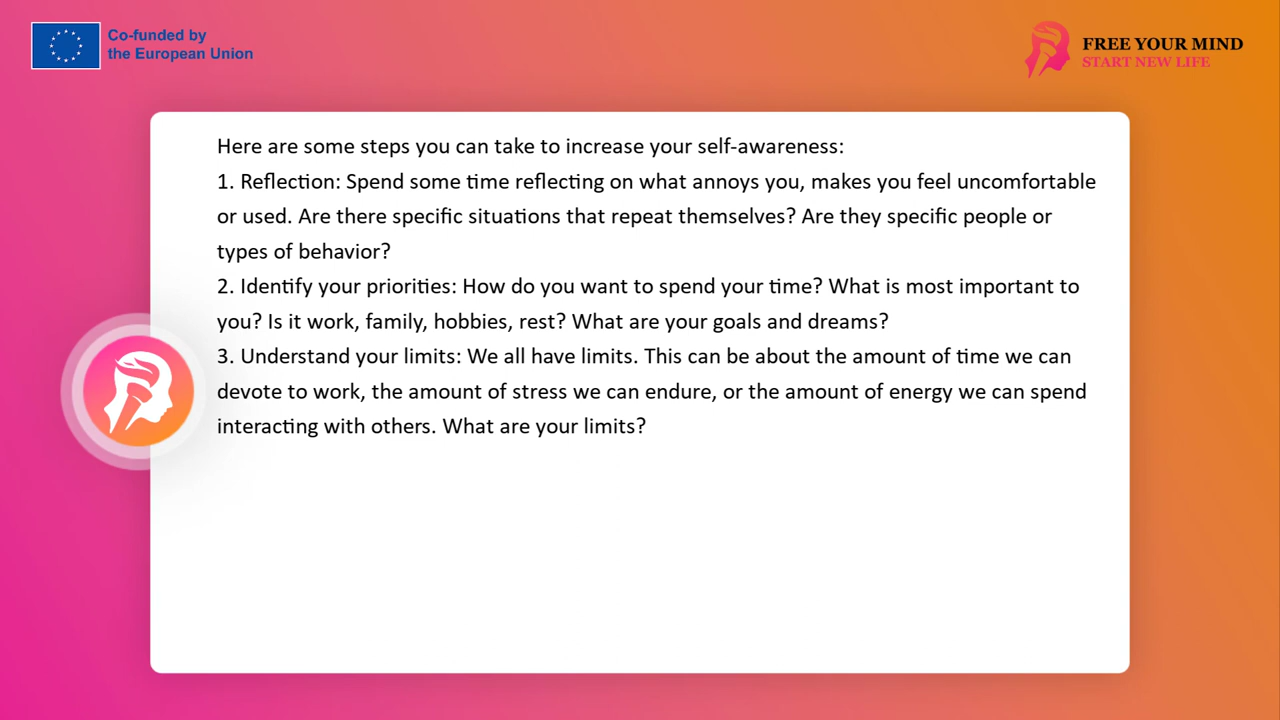 Co-funded by
the European Union
FREE YOUR MIND
START NEW LIFE
Here are some steps you can take to increase your self-awareness:
1. Reflection: Spend some time reflecting on what annoys you, makes you feel uncomfortable
or used. Are there specific situations that repeat themselves? Are they specific people or
types of behavior?
2. Identify your priorities: How do you want to spend your time? What is most important to
you? Is it work, family, hobbies, rest? What are your goals and dreams?
3. Understand your limits: We all have limits. This can be about the amount of time we can
devote to work, the amount of stress we can endure, or the amount of energy we can spend
interacting with others. What are your limits?